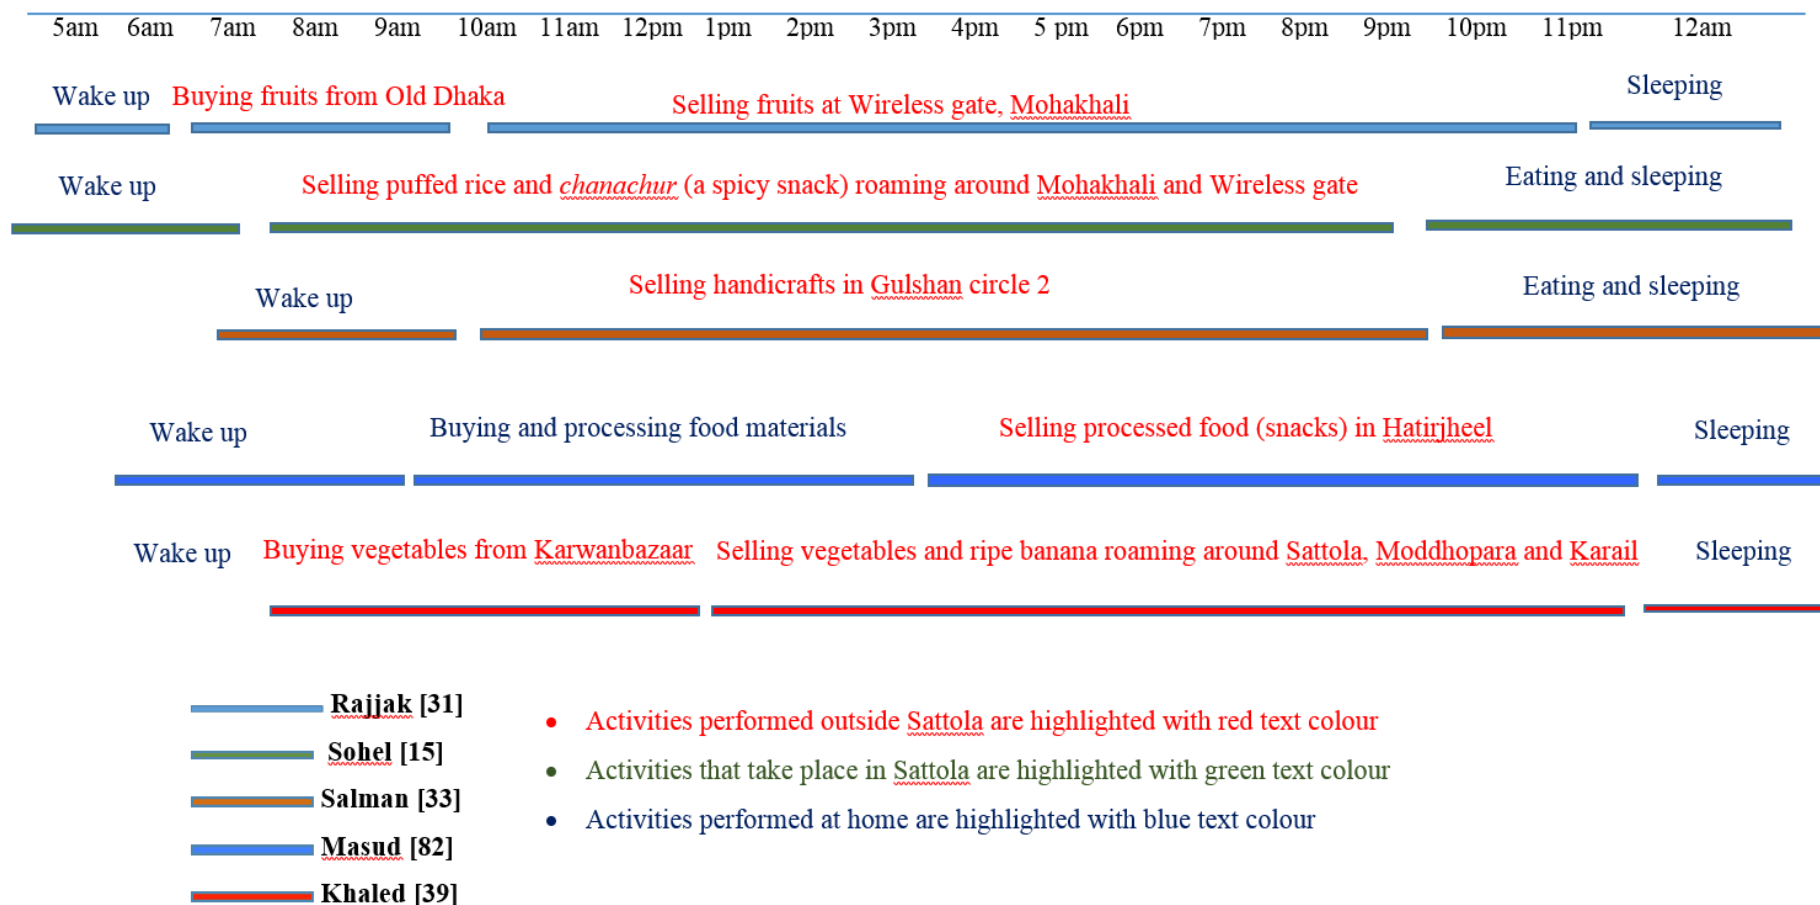 5am 6am 7am 8am 9am 10am 11am 12pm 1pm 2pm 3pm 4pm 5 pm 6pm 7pm 8pm 9pm 10pm 11pm 12am
Wake up Buying fruits from Old Dhaka Selling fruits at Wireless gate, Mohakhali Sleeping
Wake up Selling puffed rice and chanachur (a spicy snack) roaming around Mohakhali and Wireless gate Eating and sleeping
Wake up Selling handicrafts in Gulshan circle 2 Eating and sleeping
Wake up Buying and processing food materials Selling processed food (snacks) in Hatirjheel Sleeping
Wake up Buying vegetables from Karwanbazaar Selling vegetables and ripe banana roaming around Sattola, Moddhopara and Karail Sleeping
Rajjak [31]
Sohel [15]
Salman [33]
Masud [82]
Khaled [39]
• Activities performed outside Sattola are highlighted with red text colour
• Activities that take place in Sattola are highlighted with green text colour
• Activities performed at home are highlighted with blue text colour